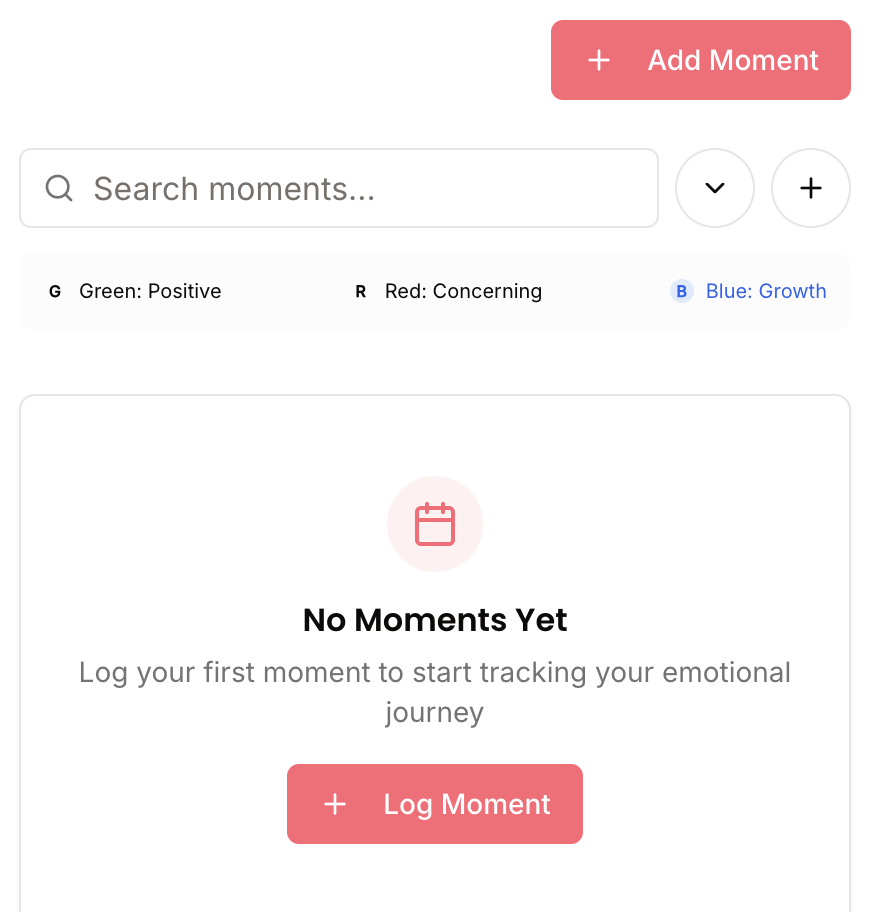 Add Moment
Search moments...
G Green: Positive
R Red: Concerning
B Blue: Growth
No Moments Yet
Log your first moment to start tracking your emotional
journey
Log Moment